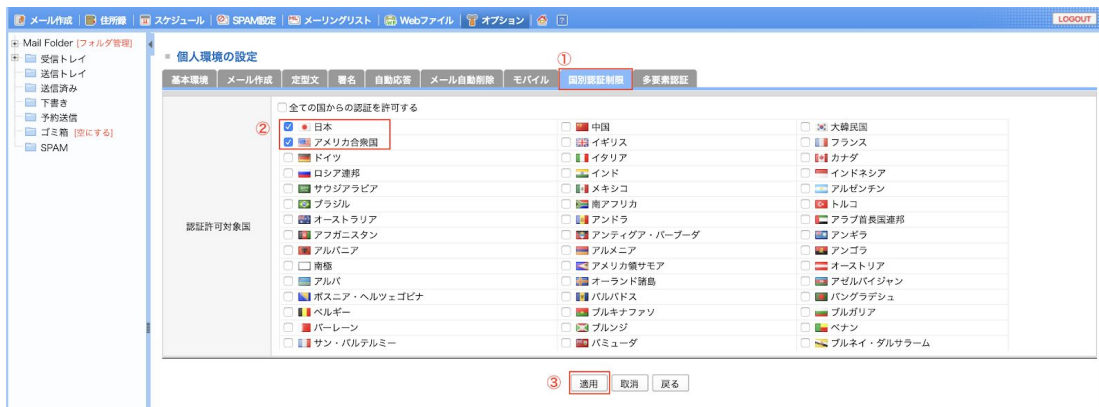 メール作成 住所録 スケジュール SPAM設定 メーリングリスト Webファイル オプション LOGOUT
Mail Folder [フォルダ管理]
受信トレイ
送信トレイ
送信済み
下書き
予約送信
ゴミ箱 [空にする]
SPAM
個人環境の設定
①
基本環境 メール作成 定型文 署名 自動応答 メール自動削除 モバイル 国別認証制限 多要素認証
全ての国からの認証を許可する
② 日本 中国 大韓民国
アメリカ合衆国 イギリス フランス
ドイツ イタリア カナダ
ロシア連邦 インド インドネシア
サウジアラビア メキシコ アルゼンチン
ブラジル 南アフリカ トルコ
認証許可対象国
オーストラリア アンドラ アラブ首長国連邦
アフガニスタン アンティグア・バーブーダ アンギラ
アルバニア アルメニア アンゴラ
南極 アメリカ領サモア オーストリア
アルバ オーランド諸島 アゼルバイジャン
ボスニア・ヘルツェゴビナ バルバドス バングラデシュ
ベルギー ブルキナファソ ブルガリア
バーレーン ブルンジ ベナン
サン・バルテルミー バミューダ ブルネイ・ダルサラーム
③ 適用 取消 戻る